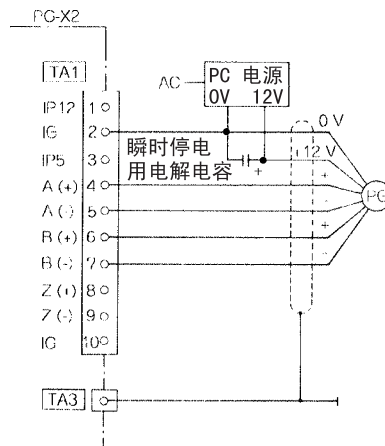 PG-X2
TA1
AC
PC 电源
0V 12V
IP12 1
IG 2
IP5 3
A (+) 4
A (-) 5
B (+) 6
B (-) 7
Z (+) 8
Z (-) 9
IG 10
瞬时停电
用电解电容
+
0 V
+12 V
+
-
+
-
PG
TA3